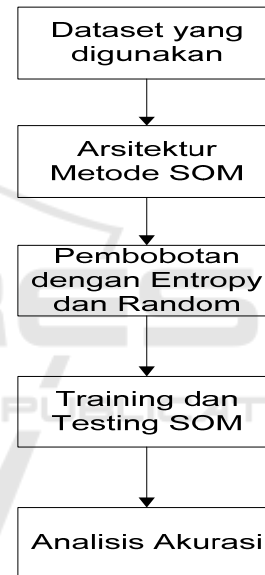 Dataset yang
digunakan
Arsitektur
Metode SOM
Pembobotan
dengan Entropy
dan Random
Training dan
Testing SOM
Analisis Akurasi